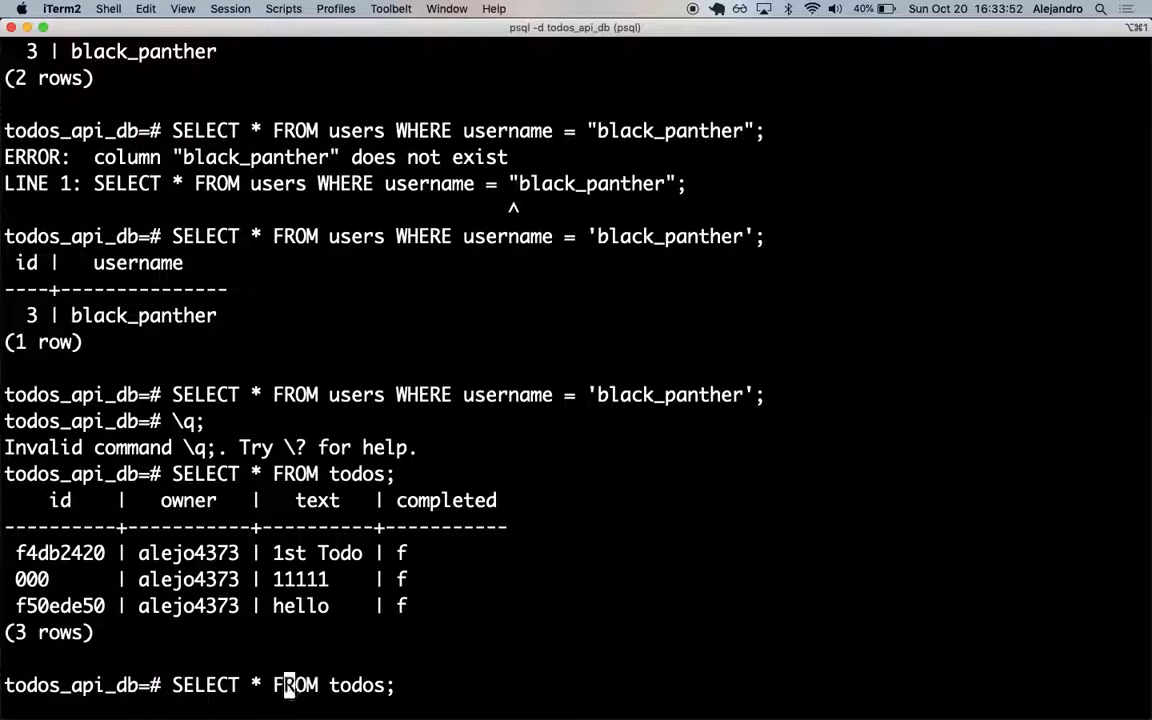 iTerm2 Shell Edit View Session Scripts Profiles Toolbelt Window Help 40% Sun Oct 20 16:33:52 Alejandro
psql -d todos_api_db (psql) ⌥⌘1
3 | black_panther
(2 rows)
todos_api_db=# SELECT * FROM users WHERE username = "black_panther";
ERROR:  column "black_panther" does not exist
LINE 1: SELECT * FROM users WHERE username = "black_panther";
^
todos_api_db=# SELECT * FROM users WHERE username = 'black_panther';
id |   username
----+---------------
3 | black_panther
(1 row)
todos_api_db=# SELECT * FROM users WHERE username = 'black_panther';
todos_api_db=# \q;
Invalid command \q;. Try \? for help.
todos_api_db=# SELECT * FROM todos;
id    |   owner   |   text   | completed
----------+-----------+----------+-----------
f4db2420 | alejo4373 | 1st Todo | f
000      | alejo4373 | 11111    | f
f50ede50 | alejo4373 | hello    | f
(3 rows)
todos_api_db=# SELECT * FROM todos;